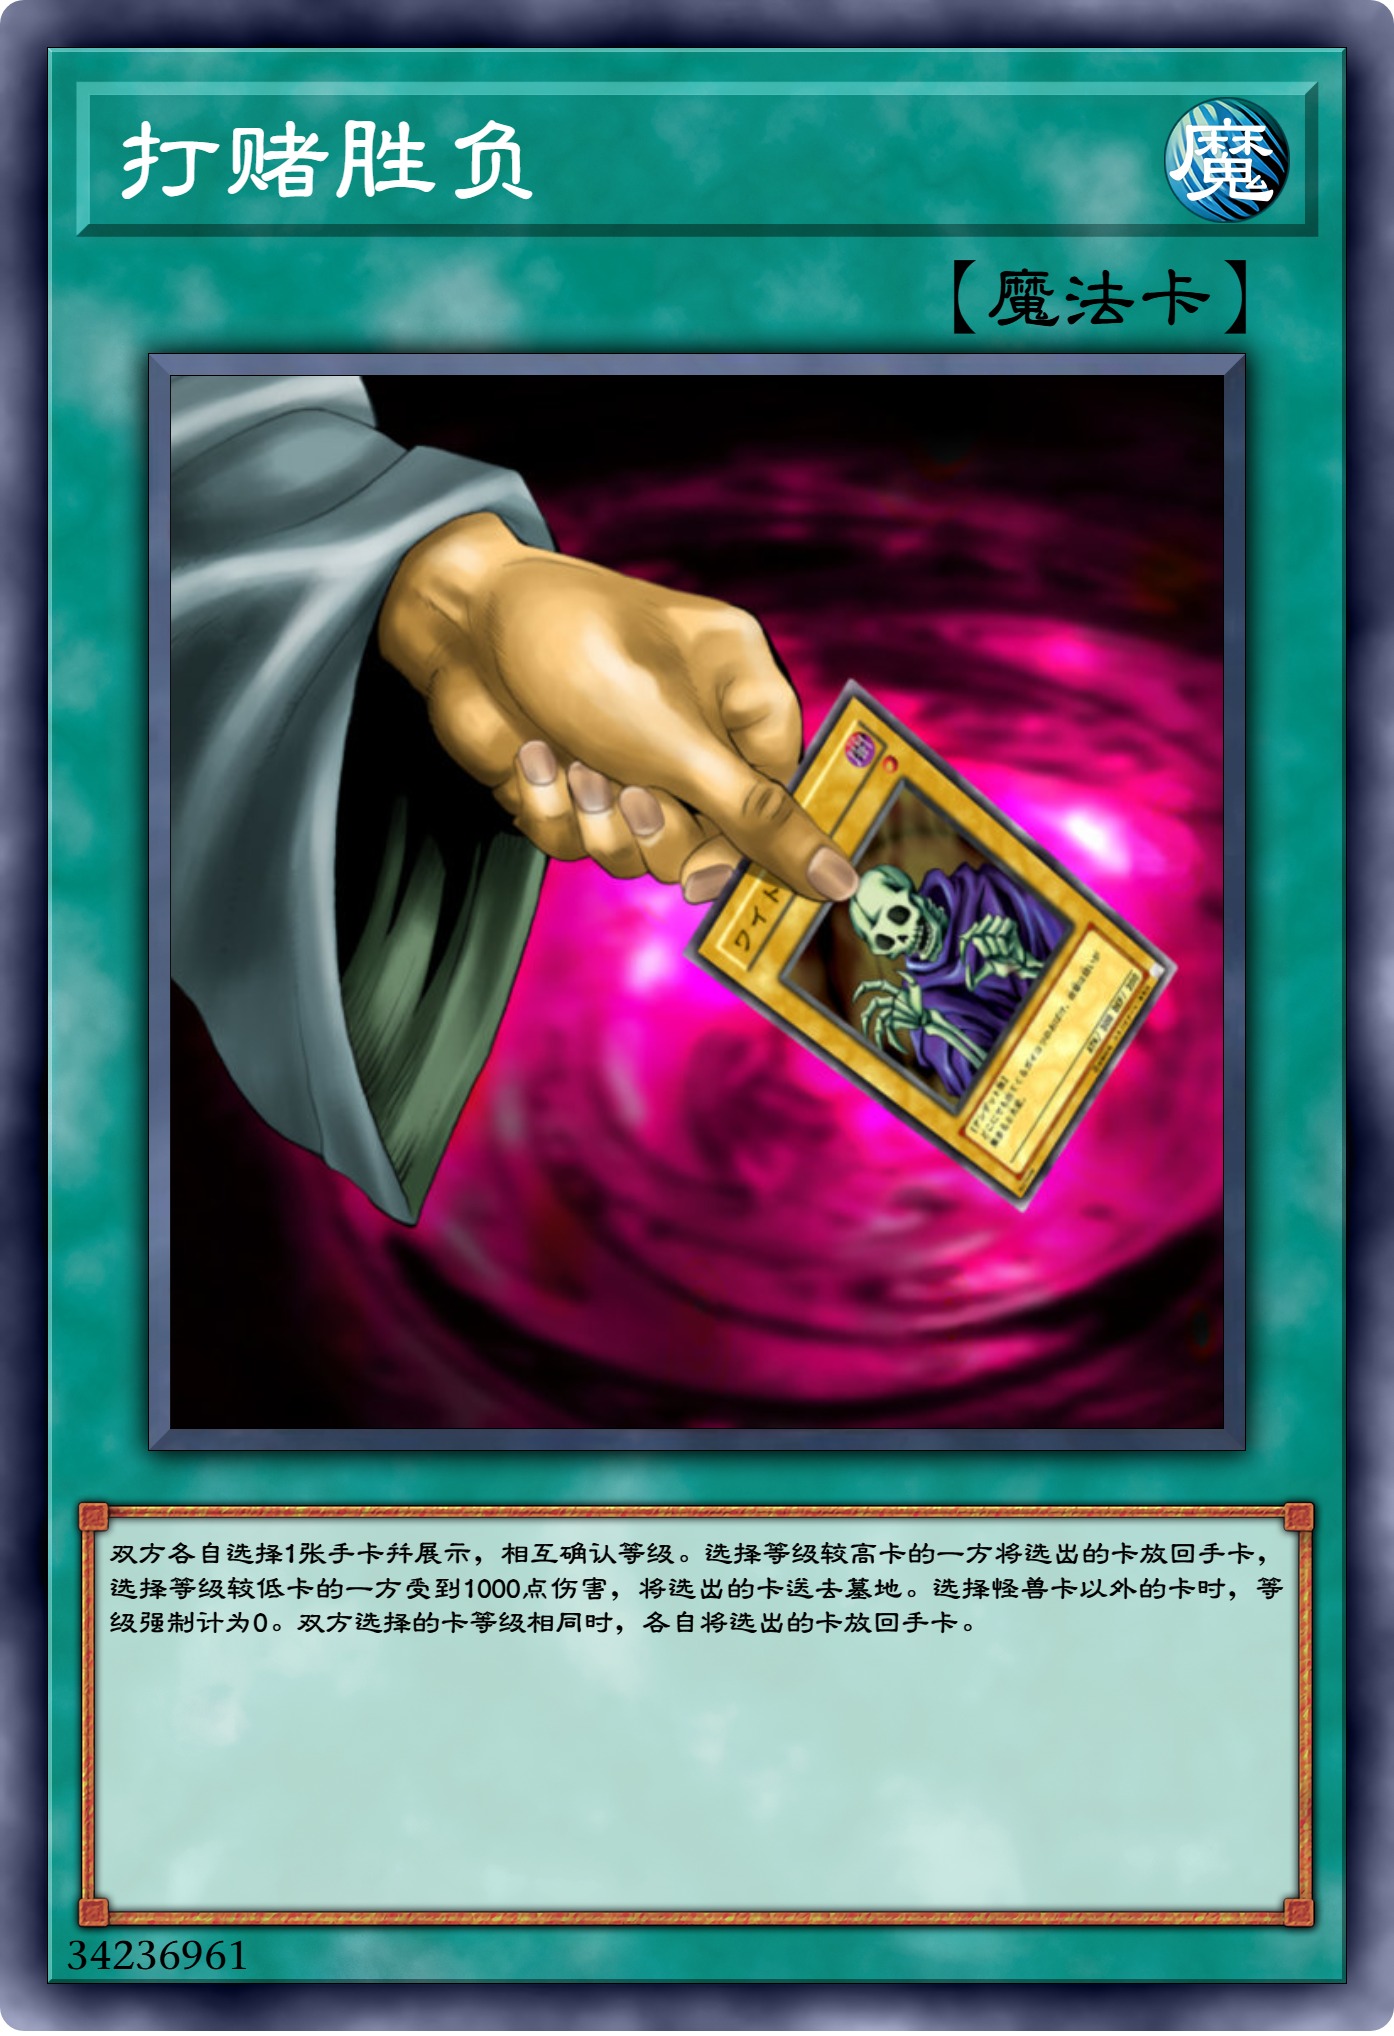 打赌胜负
魔
【魔法卡】
ワイト
双方各自选择1张手卡并展示，相互确认等级。选择等级较高卡的一方将选出的卡放回手卡，
选择等级较低卡的一方受到1000点伤害，将选出的卡送去墓地。选择怪兽卡以外的卡时，等
级强制计为0。双方选择的卡等级相同时，各自将选出的卡放回手卡。
34236961